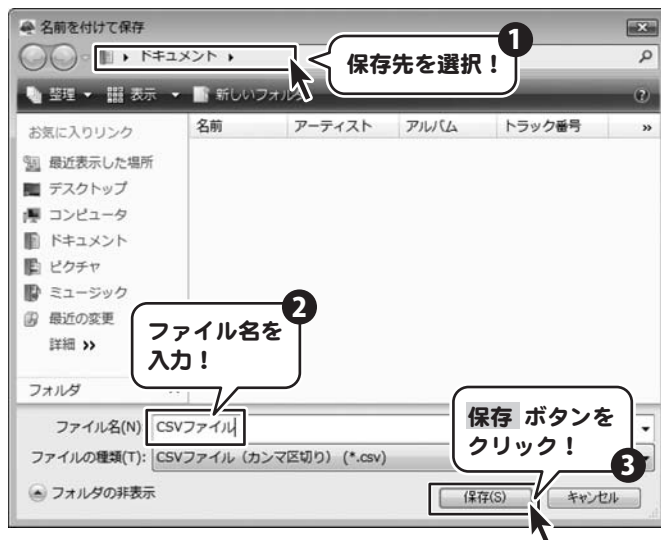 名前を付けて保存
ドキュメント
保存先を選択！
1
整理 表示 新しいフォル
お気に入りリンク
名前 アーティスト アルバム トラック番号 »
最近表示した場所
デスクトップ
コンピュータ
ドキュメント
ピクチャ
ミュージック
最近の変更
詳細 »
2
ファイル名を
入力！
フォルダ
ファイル名(N) CSVファイル
ファイルの種類(T): CSVファイル（カンマ区切り） (*.csv)
保存 ボタンを
クリック！
3
フォルダの非表示
保存(S) キャンセル